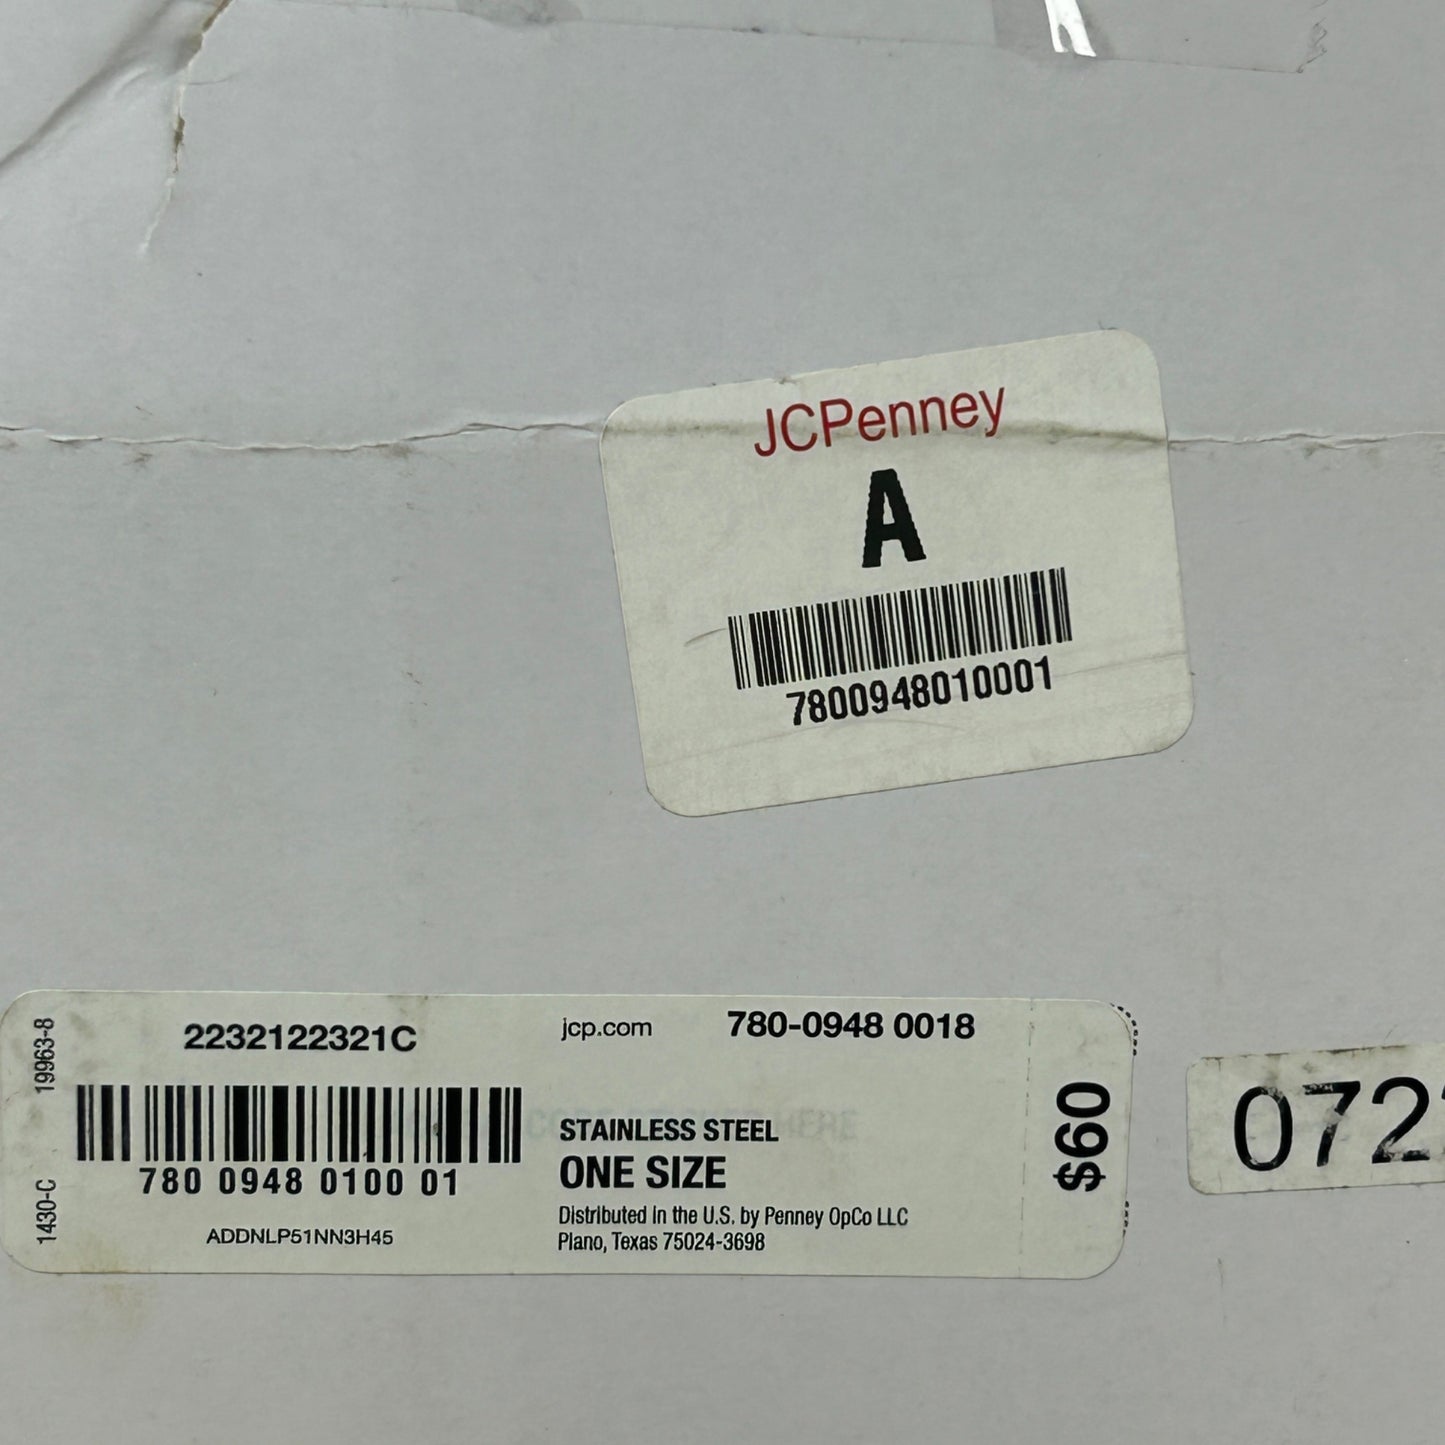 JCPenney
A
7800948010001
19963-8
1430-C
2232122321C
780 0948 0100 01
ADDNLP51NN3H45
jcp.com
780-0948 0018
STAINLESS STEEL
ONE SIZE
Distributed in the U.S. by Penney OpCo LLC
Plano, Texas 75024-3698
$60
072